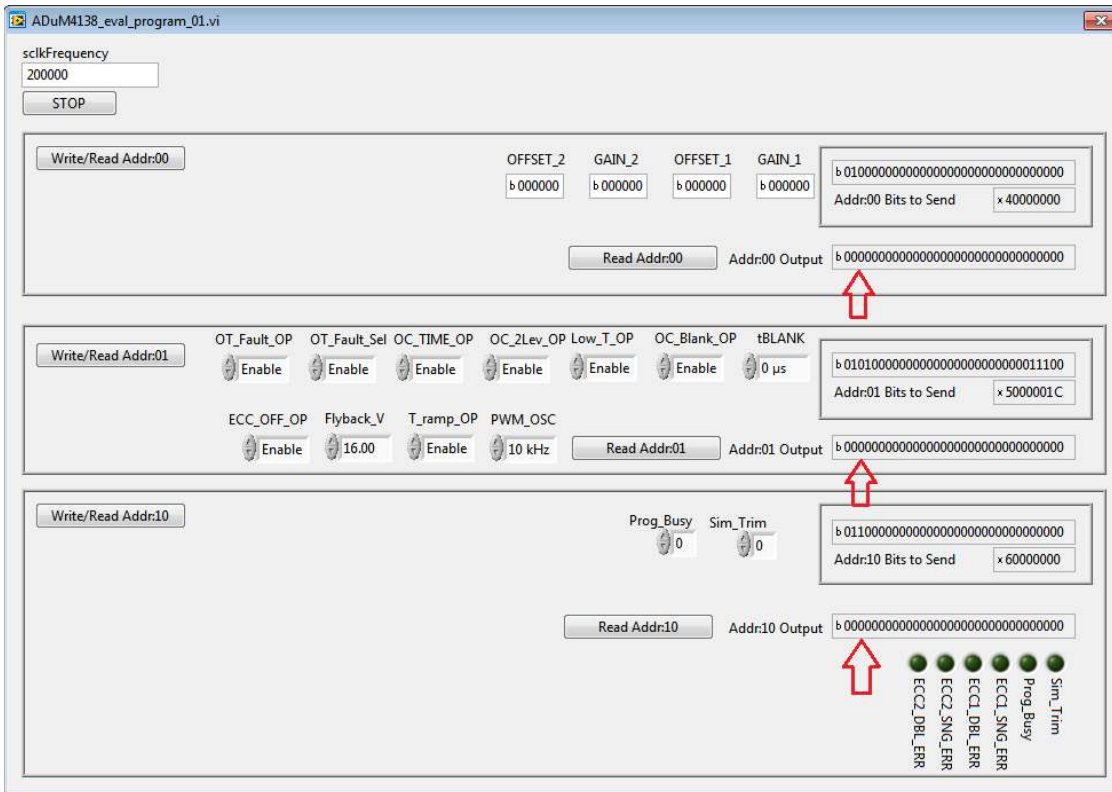 ADuM4138_eval_program_01.vi
sclkFrequency
200000
STOP
Write/Read Addr:00
OFFSET_2 GAIN_2 OFFSET_1 GAIN_1
b 000000 b 000000 b 000000 b 000000
b 01000000000000000000000000000000
Addr:00 Bits to Send x 40000000
Read Addr:00 Addr:00 Output b 00000000000000000000000000000000
Write/Read Addr:01
OT_Fault_OP OT_Fault_Sel OC_TIME_OP OC_2Lev_OP Low_T_OP OC_Blank_OP tBLANK
Enable Enable Enable Enable Enable Enable 0 µs
b 01010000000000000000000000011100
Addr:01 Bits to Send x 5000001C
ECC_OFF_OP Flyback_V T_ramp_OP PWM_OSC
Enable 16.00 Enable 10 kHz
Read Addr:01 Addr:01 Output b 00000000000000000000000000000000
Write/Read Addr:10
Prog_Busy Sim_Trim
0 0
b 01100000000000000000000000000000
Addr:10 Bits to Send x 60000000
Read Addr:10 Addr:10 Output b 00000000000000000000000000000000
ECC2_DBL_ERR
ECC2_SNG_ERR
ECC1_DBL_ERR
ECC1_SNG_ERR
Prog_Busy
Sim_Trim